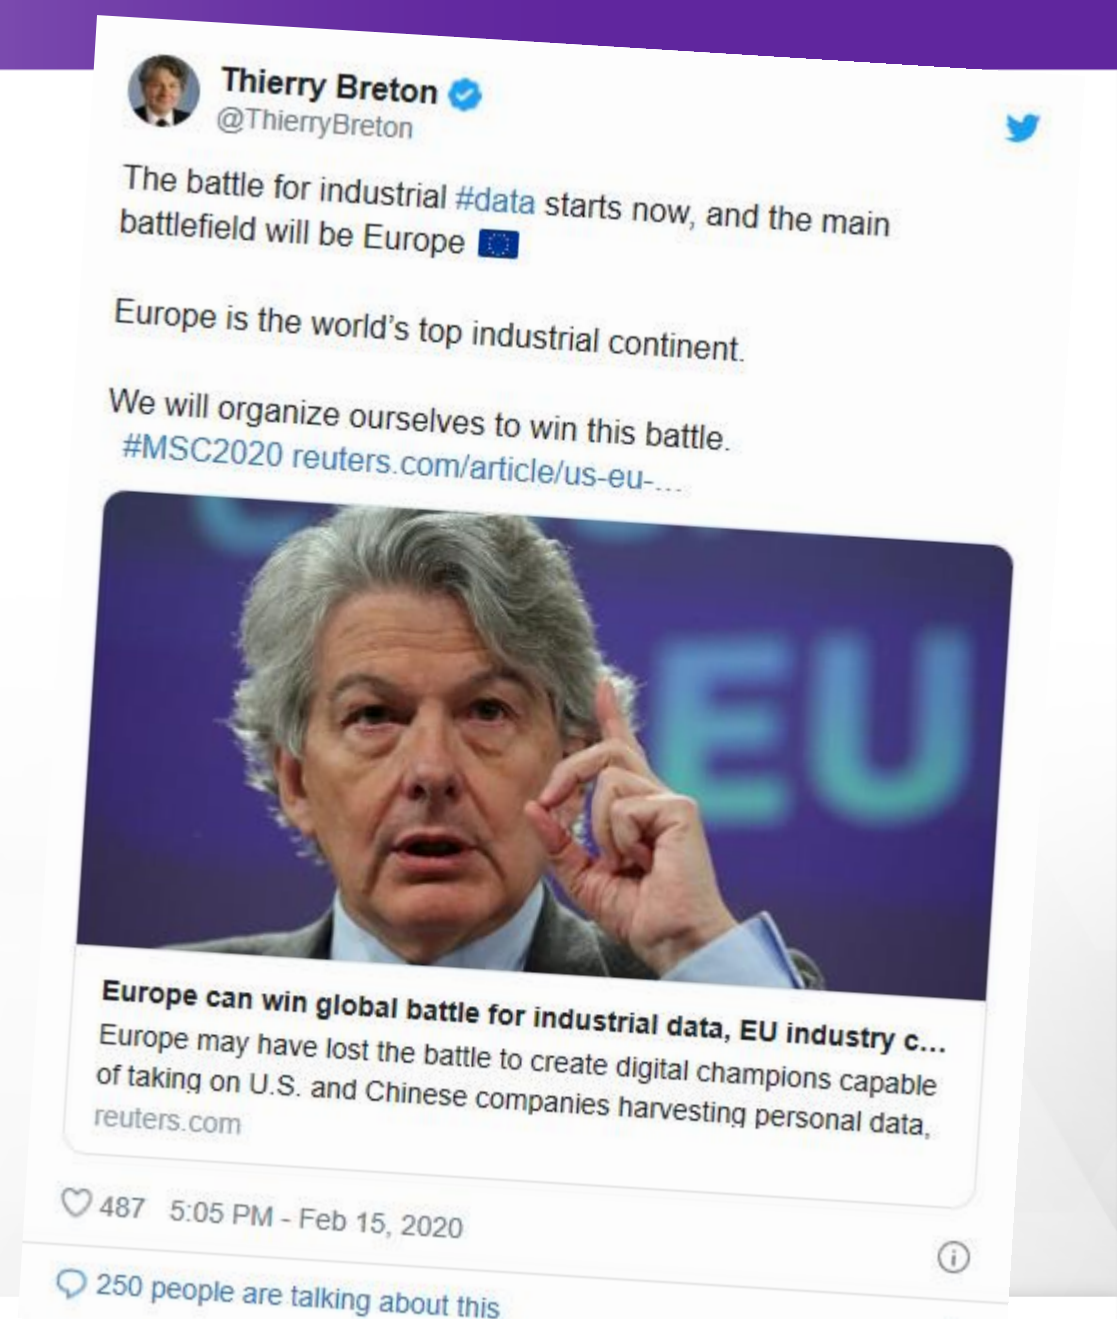 Thierry Breton
@ThierryBreton
The battle for industrial #data starts now, and the main
battlefield will be Europe 🇪🇺
Europe is the world's top industrial continent.
We will organize ourselves to win this battle.
#MSC2020 reuters.com/article/us-eu-...
EU
Europe can win global battle for industrial data, EU industry c...
Europe may have lost the battle to create digital champions capable
of taking on U.S. and Chinese companies harvesting personal data,
reuters.com
487 5:05 PM - Feb 15, 2020
250 people are talking about this